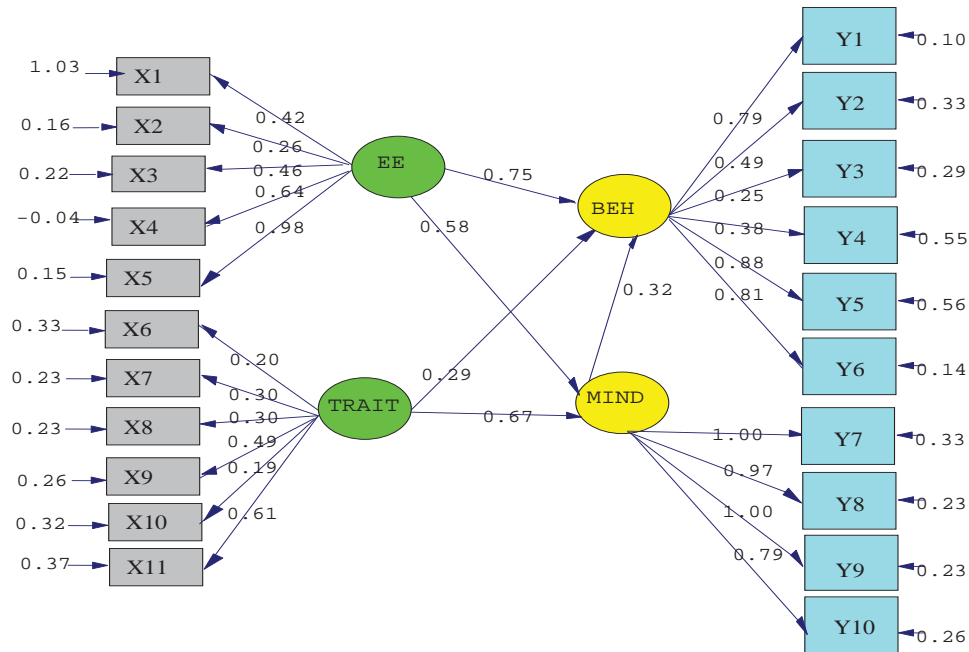 1.03
X1
0.16
X2
0.22
X3
-0.04
X4
0.15
X5
0.33
X6
0.23
X7
0.23
X8
0.26
X9
0.32
X10
0.37
X11
0.42
0.26
0.46
0.64
0.98
0.20
0.30
0.30
0.49
0.19
0.61
EE
TRAIT
0.75
0.58
0.29
0.67
0.32
BEH
MIND
0.79
0.49
0.25
0.38
0.88
0.81
1.00
0.97
1.00
0.79
Y1
0.10
Y2
0.33
Y3
0.29
Y4
0.55
Y5
0.56
Y6
0.14
Y7
0.33
Y8
0.23
Y9
0.23
Y10
0.26